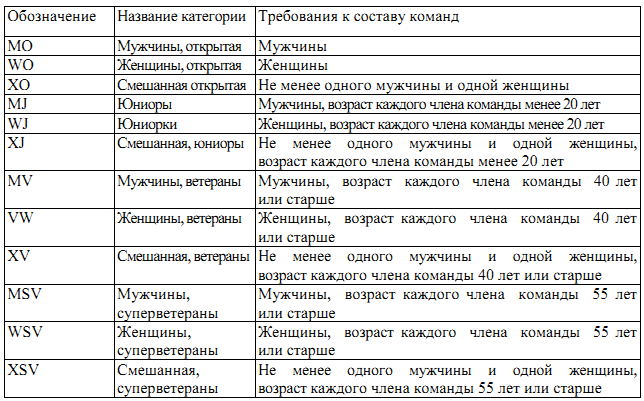 Обозначение Название категории Требования к составу команд
MO Мужчины, открытая Мужчины
WO Женщины, открытая Женщины
XO Смешанная открытая Не менее одного мужчины и одной женщины
MJ Юниоры Мужчины, возраст каждого члена команды менее 20 лет
WJ Юниорки Женщины, возраст каждого члена команды менее 20 лет
XJ Смешанная, юниоры Не менее одного мужчины и одной женщины,
возраст каждого члена команды менее 20 лет
MV Мужчины, ветераны Мужчины, возраст каждого члена команды 40 лет
или старше
VW Женщины, ветераны Женщины, возраст каждого члена команды 40 лет
или старше
XV Смешанная, ветераны Не менее одного мужчины и одной женщины,
возраст каждого члена команды 40 лет или старше
MSV Мужчины, Мужчины, возраст каждого члена команды 55 лет
суперветераны или старше
WSV Женщины, Женщины, возраст каждого члена команды 55 лет
суперветераны или старше
XSV Смешанная, Не менее одного мужчины и одной женщины,
суперветераны возраст каждого члена команды 55 лет или старше